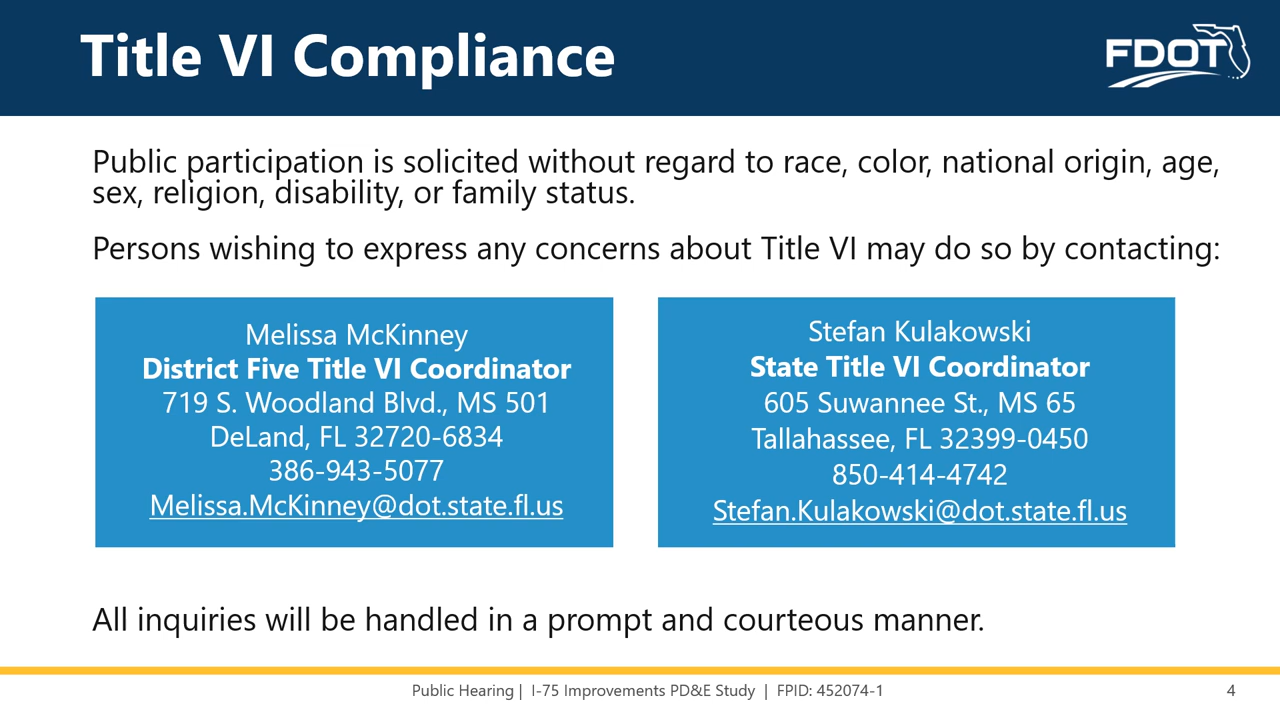 Title VI Compliance
FDOT
Public participation is solicited without regard to race, color, national origin, age,
sex, religion, disability, or family status.
Persons wishing to express any concerns about Title VI may do so by contacting:
Melissa McKinney
District Five Title VI Coordinator
719 S. Woodland Blvd., MS 501
DeLand, FL 32720-6834
386-943-5077
Melissa.McKinney@dot.state.fl.us
Stefan Kulakowski
State Title VI Coordinator
605 Suwannee St., MS 65
Tallahassee, FL 32399-0450
850-414-4742
Stefan.Kulakowski@dot.state.fl.us
All inquiries will be handled in a prompt and courteous manner.
Public Hearing | I-75 Improvements PD&E Study | FPID: 452074-1
4